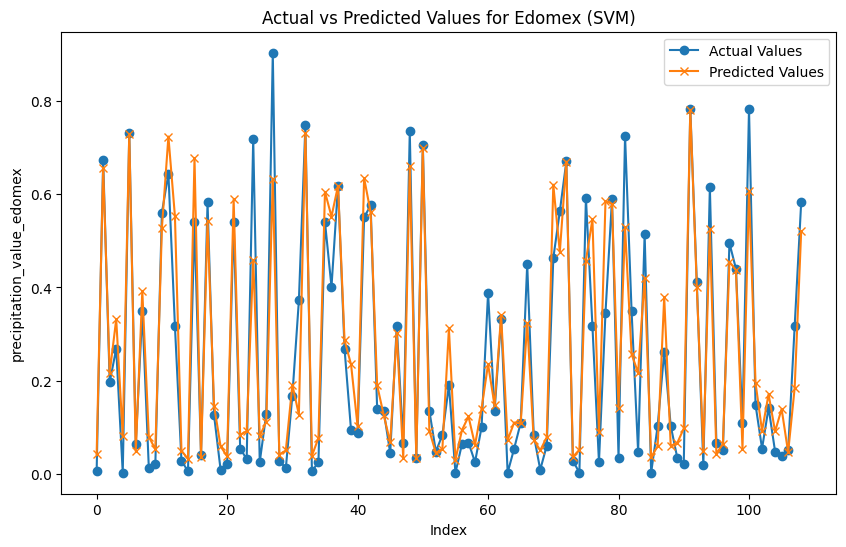 Actual vs Predicted Values for Edomex (SVM)
Actual Values
Predicted Values
precipitation_value_edomex
0.8
0.6
0.4
0.2
0.0
0
20
40
60
80
100
Index